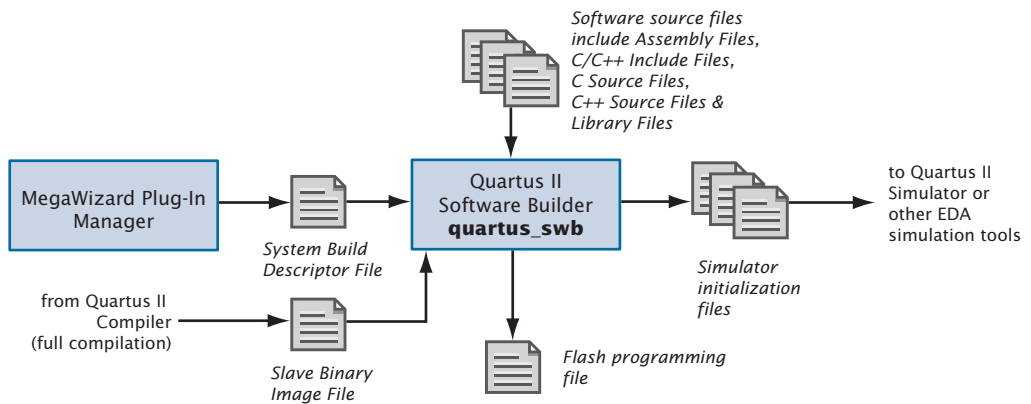 Software source files
include Assembly Files,
C/C++ Include Files,
C Source Files,
C++ Source Files &
Library Files
MegaWizard Plug-In
Manager
System Build
Descriptor File
Quartus II
Software Builder
quartus_swb
Simulator
initialization
files
to Quartus II
Simulator or
other EDA
simulation tools
from Quartus II
Compiler
(full compilation)
Slave Binary
Image File
Flash programming
file